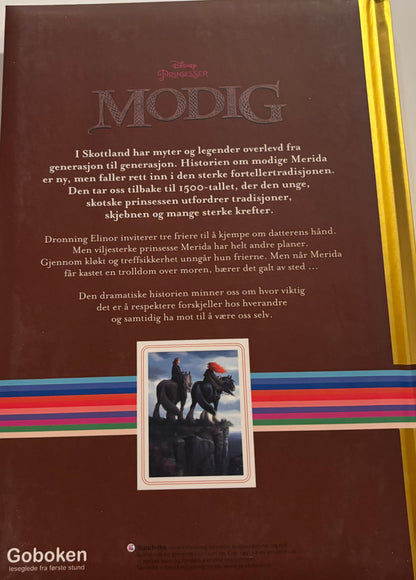 Disney
PRINSESSER
MODIG
I Skottland har myter og legender overlevd fra
generasjon til generasjon. Historien om modige Merida
er ny, men faller rett inn i den sterke fortellertradisjonen.
Den tar oss tilbake til 1500-tallet, der den unge,
skotske prinsessen utfordrer tradisjoner,
skjebnen og mange sterke krefter.
Dronning Elinor inviterer tre friere til å kjempe om datterens hånd.
Men viljesterke prinsesse Merida har helt andre planer.
Gjennom kløkt og treffsikkerhet unngår hun frierne. Men når Merida
får kastet en trolldom over moren, bærer det galt av sted ...
Den dramatiske historien minner oss om hvor viktig
det er å respektere forskjeller hos hverandre
og samtidig ha mot til å være oss selv.
Goboken
leseglede fra første stund